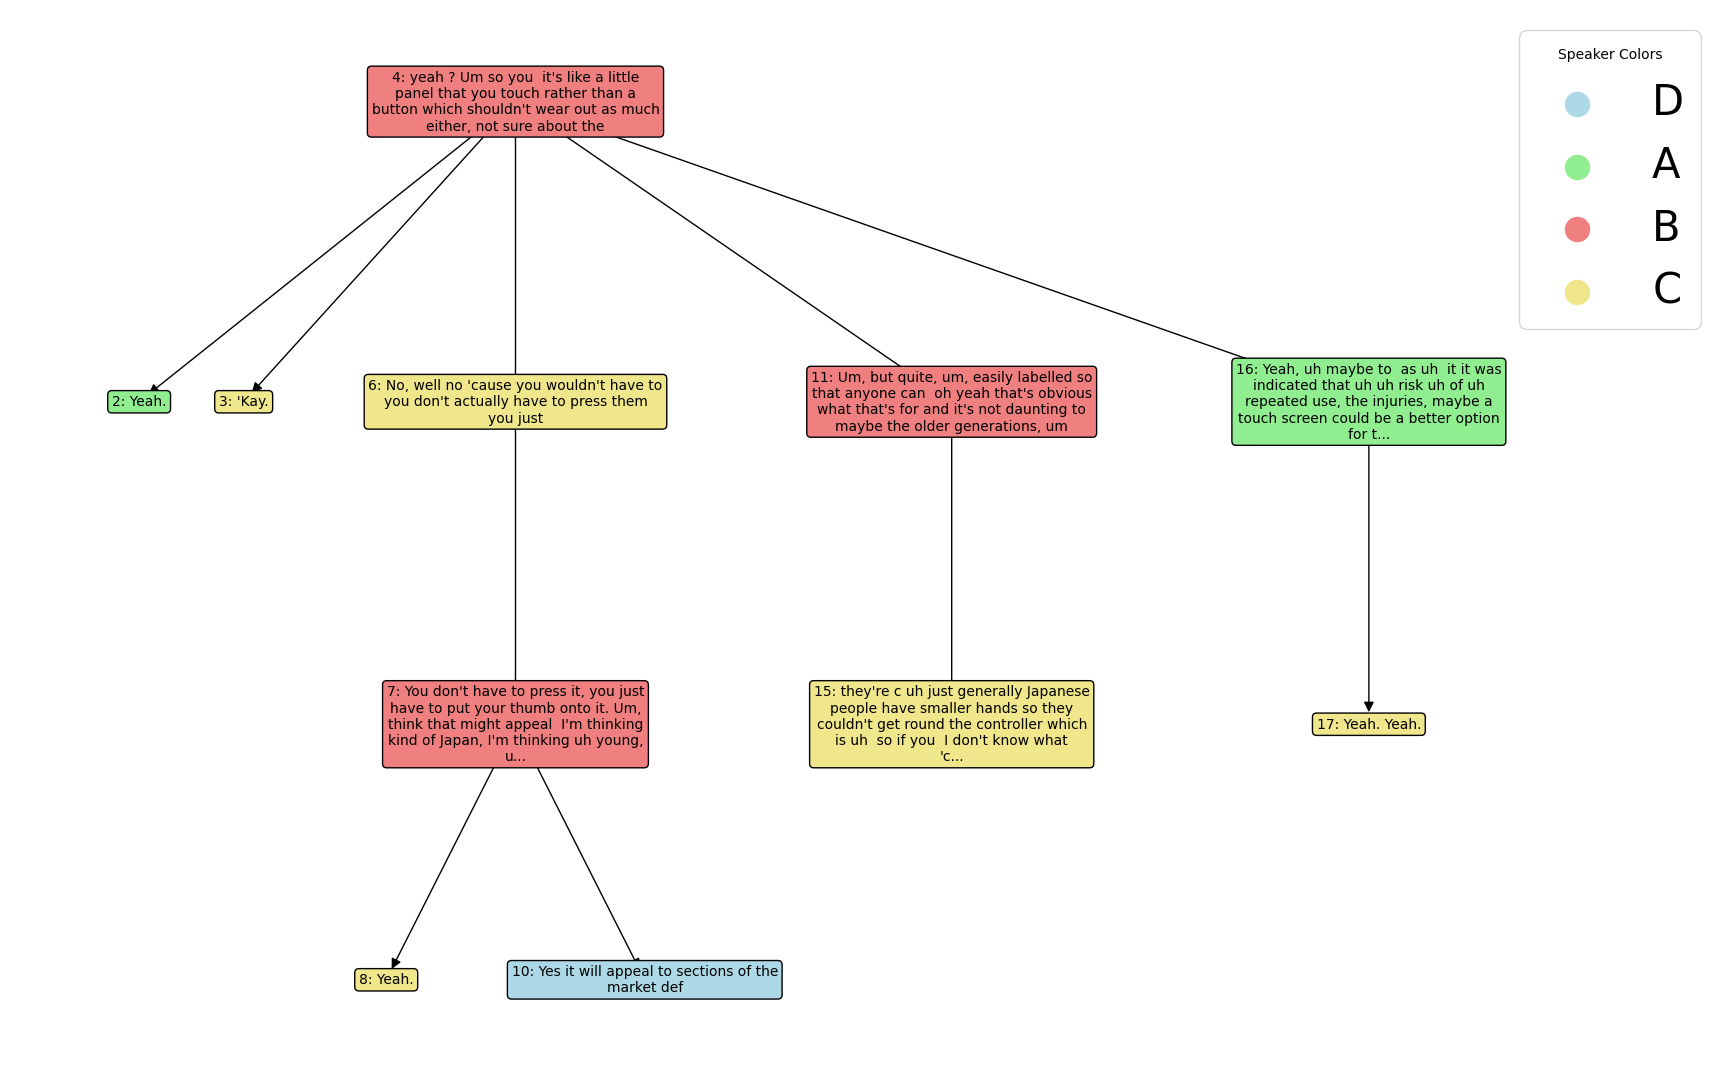 4: yeah ? Um so you  it's like a little
panel that you touch rather than a
button which shouldn't wear out as much
either, not sure about the
Speaker Colors
D
A
B
C
2: Yeah.
3: 'Kay.
6: No, well no 'cause you wouldn't have to
you don't actually have to press them
you just
11: Um, but quite, um, easily labelled so
that anyone can  oh yeah that's obvious
what that's for and it's not daunting to
maybe the older generations, um
16: Yeah, uh maybe to  as uh  it it was
indicated that uh uh risk uh of uh
repeated use, the injuries, maybe a
touch screen could be a better option
for t...
7: You don't have to press it, you just
have to put your thumb onto it. Um,
think that might appeal  I'm thinking
kind of Japan, I'm thinking uh young,
u...
15: they're c uh just generally Japanese
people have smaller hands so they
couldn't get round the controller which
is uh  so if you  I don't know what
'c...
17: Yeah. Yeah.
8: Yeah.
10: Yes it will appeal to sections of the
market def